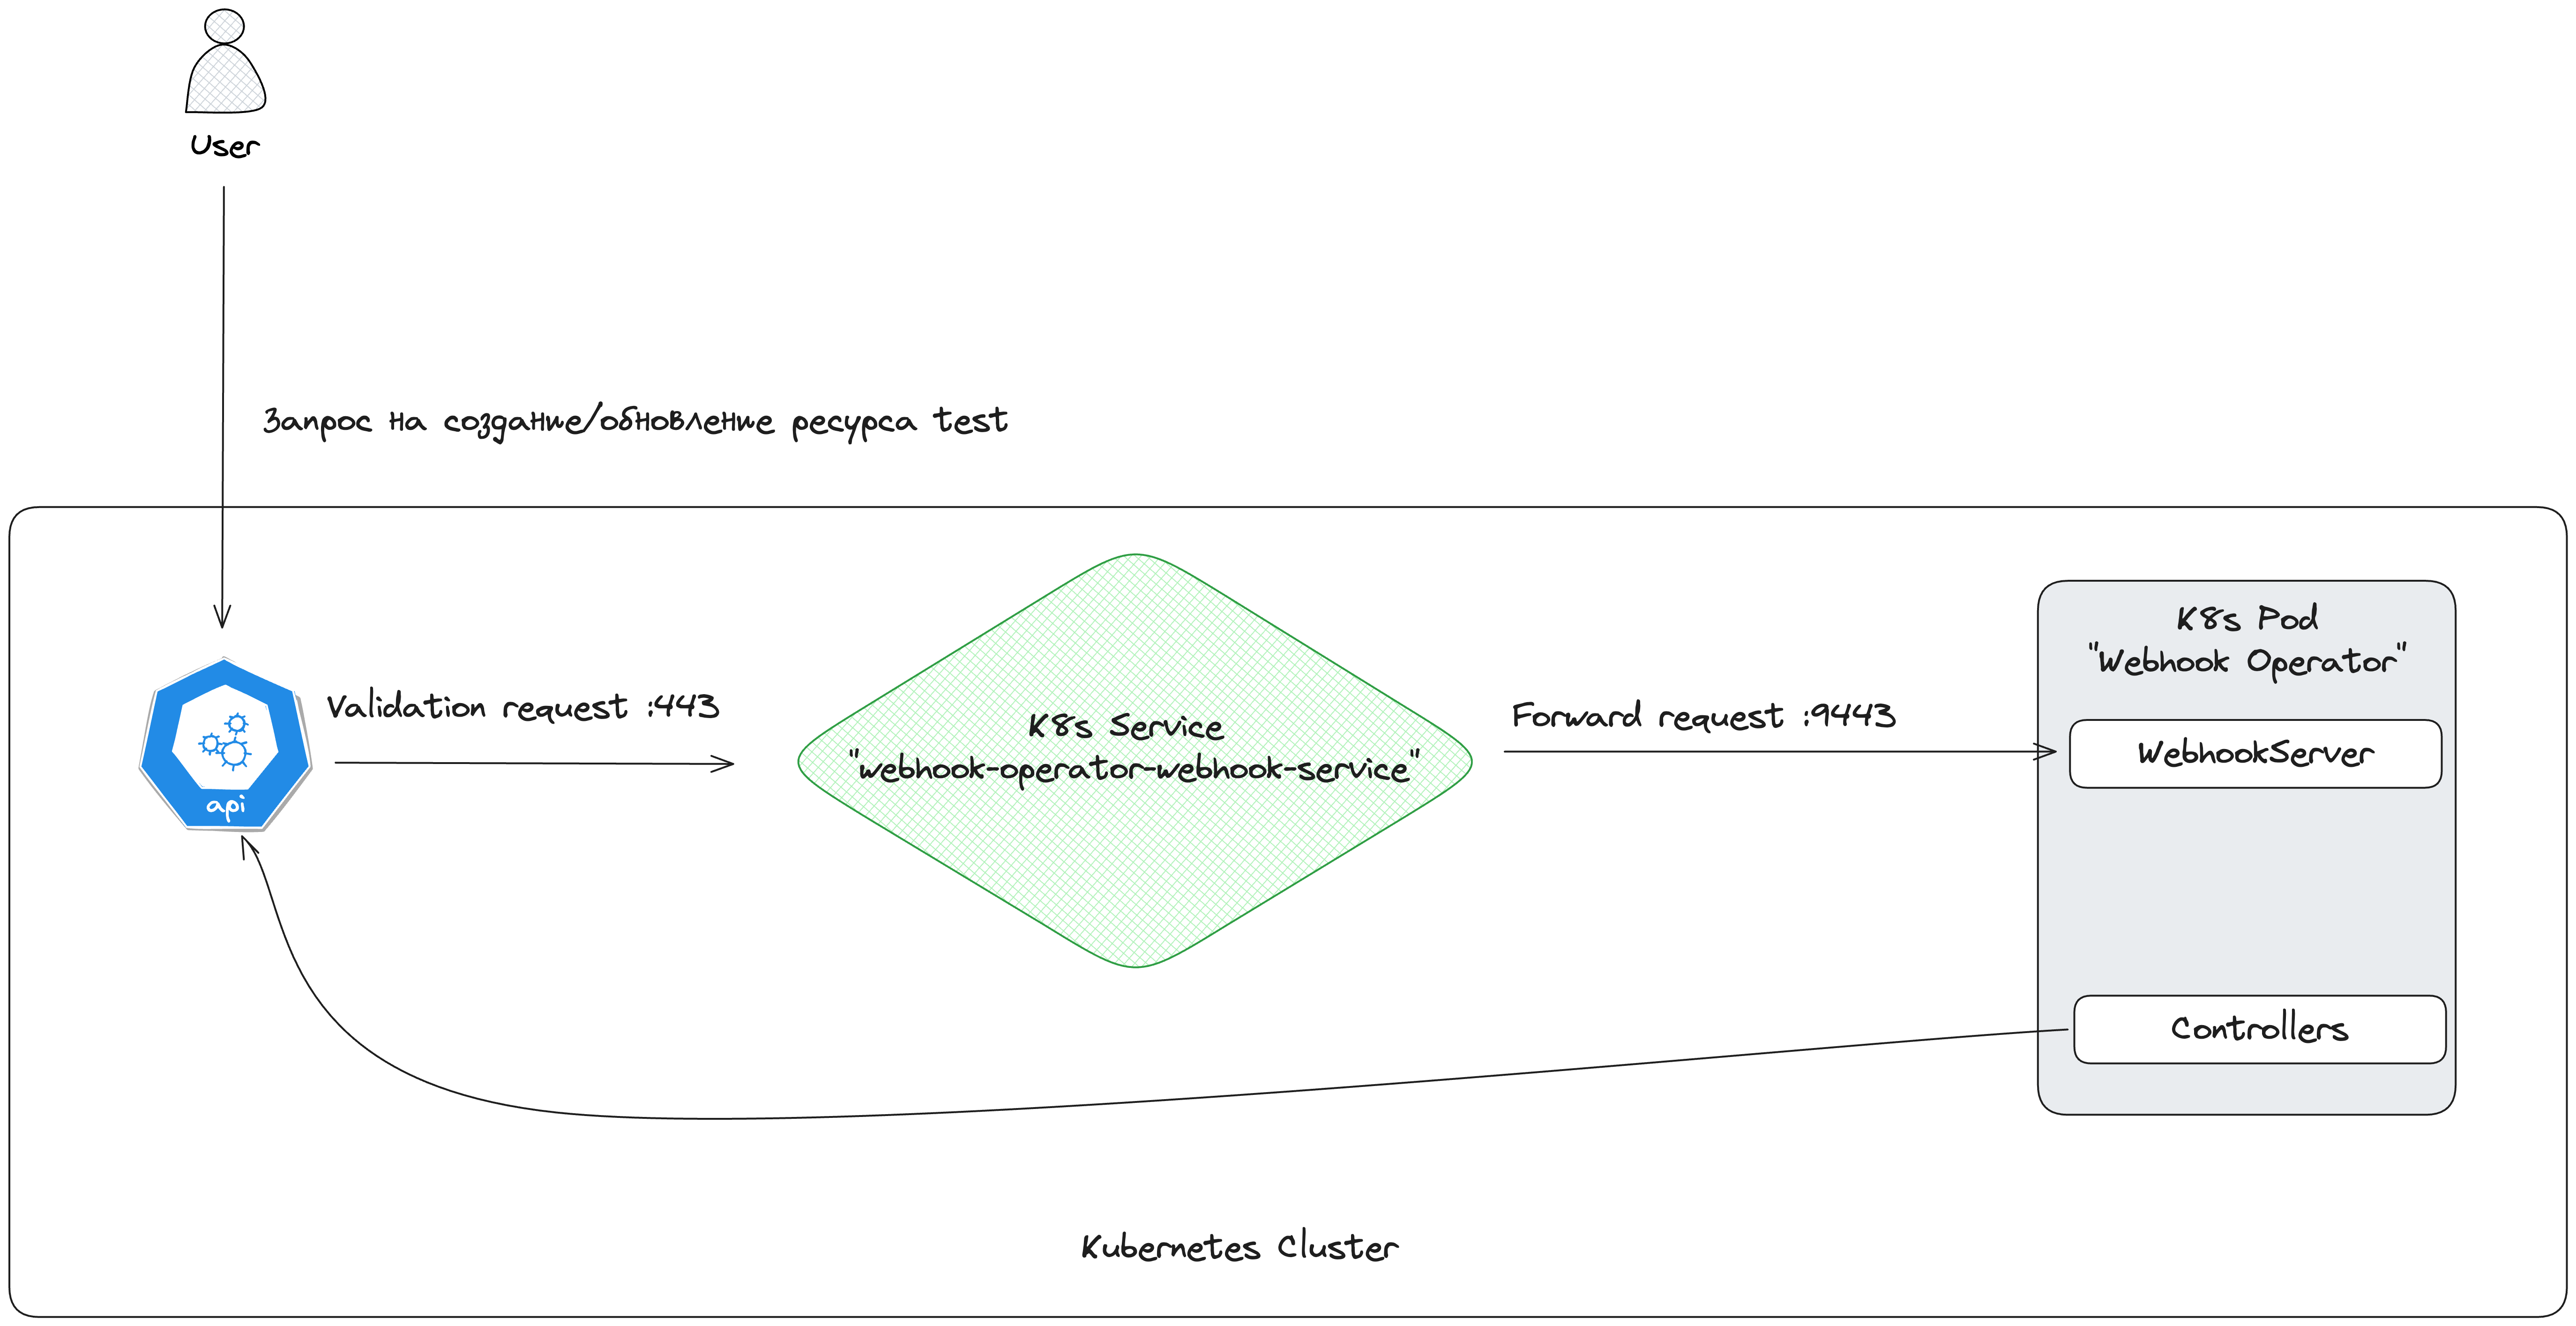 User
Запрос на создание/обновление ресурса test
api
Validation request :443
K8s Service
"webhook-operator-webhook-service"
Forward request :9443
K8s Pod
"Webhook Operator"
WebhookServer
Controllers
Kubernetes Cluster